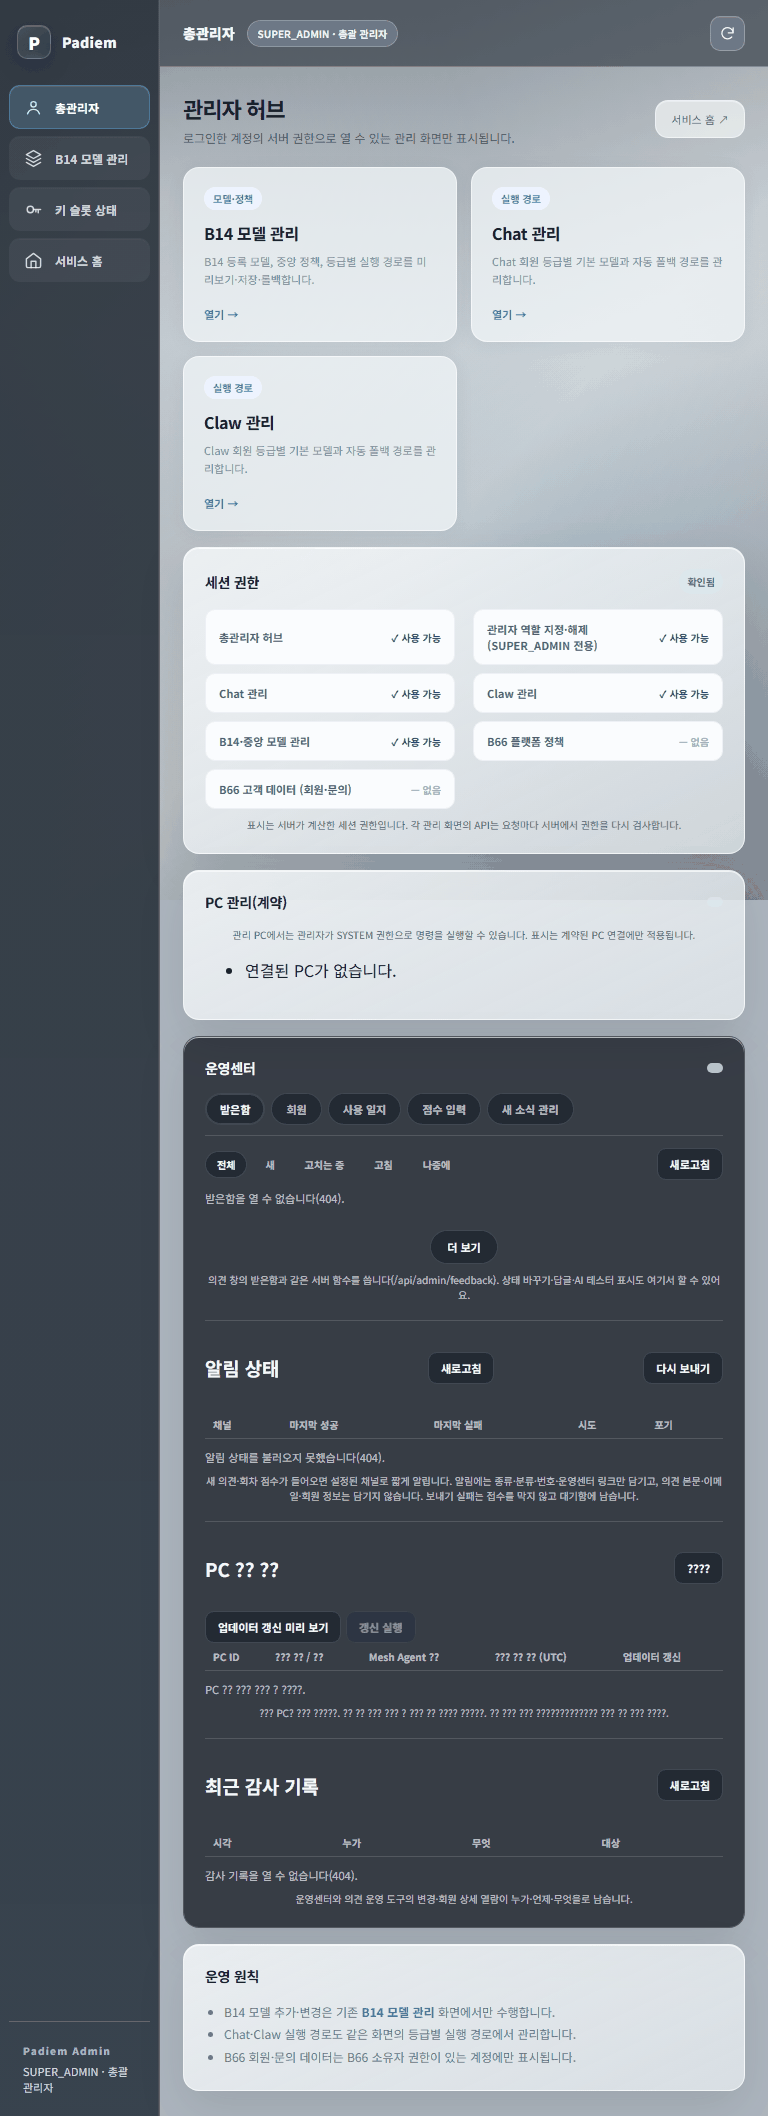 P Padiem
총관리자
B14 모델 관리
키 슬롯 상태
서비스 홈
총관리자 SUPER_ADMIN · 총괄 관리자
관리자 허브
로그인한 계정의 서버 권한으로 열 수 있는 관리 화면만 표시됩니다.
서비스 홈 ↗
모델·정책
B14 모델 관리
B14 등록 모델, 중앙 정책, 등급별 실행 경로를 미
리보기·저장·롤백합니다.
열기 →
실행 경로
Chat 관리
Chat 회원 등급별 기본 모델과 자동 폴백 경로를 관
리합니다.
열기 →
실행 경로
Claw 관리
Claw 회원 등급별 기본 모델과 자동 폴백 경로를 관
리합니다.
열기 →
세션 권한 확인됨
총관리자 허브 ✓ 사용 가능
관리자 역할 지정·해제
(SUPER_ADMIN 전용) ✓ 사용 가능
Chat 관리 ✓ 사용 가능
Claw 관리 ✓ 사용 가능
B14·중앙 모델 관리 ✓ 사용 가능
B66 플랫폼 정책 — 없음
B66 고객 데이터 (회원·문의) — 없음
표시는 서버가 계산한 세션 권한입니다. 각 관리 화면의 API는 요청마다 서버에서 권한을 다시 검사합니다.
PC 관리(계약)
관리 PC에서는 관리자가 SYSTEM 권한으로 명령을 실행할 수 있습니다. 표시는 계약된 PC 연결에만 적용됩니다.
• 연결된 PC가 없습니다.
운영센터
받은함 회원 사용 일지 점수 입력 새 소식 관리
전체 새 고치는 중 고침 나중에 새로고침
받은함을 열 수 없습니다(404).
더 보기
의견 창의 받은함과 같은 서버 함수를 씁니다(/api/admin/feedback). 상태 바꾸기·답글·AI 테스터 표시도 여기서 할 수 있어
요.
알림 상태 새로고침 다시 보내기
채널 마지막 성공 마지막 실패 시도 포기
알림 상태를 불러오지 못했습니다(404).
새 의견·회차 점수가 들어오면 설정된 채널로 짧게 알립니다. 알림에는 종류·분류·번호·운영센터 링크만 담기고, 의견 본문·이메
일·회원 정보는 담기지 않습니다. 보내기 실패는 접수를 막지 않고 대기함에 남습니다.
PC ?? ?? ????
업데이터 갱신 미리 보기 갱신 실행
PC ID ??? ?? / ?? Mesh Agent ?? ??? ?? ?? (UTC) 업데이터 갱신
PC ?? ??? ??? ? ????.
??? PC? ??? ?????. ?? ?? ??? ??? ? ??? ?? ???? ?????. ?? ??? ??? ????????????? ??? ?? ??? ????.
최근 감사 기록 새로고침
시각 누가 무엇 대상
감사 기록을 열 수 없습니다(404).
운영센터와 의견 운영 도구의 변경·회원 상세 열람이 누가·언제·무엇을로 남습니다.
운영 원칙
• B14 모델 추가·변경은 기존 B14 모델 관리 화면에서만 수행합니다.
• Chat·Claw 실행 경로도 같은 화면의 등급별 실행 경로에서 관리합니다.
• B66 회원·문의 데이터는 B66 소유자 권한이 있는 계정에만 표시됩니다.
Padiem Admin
SUPER_ADMIN · 총괄
관리자